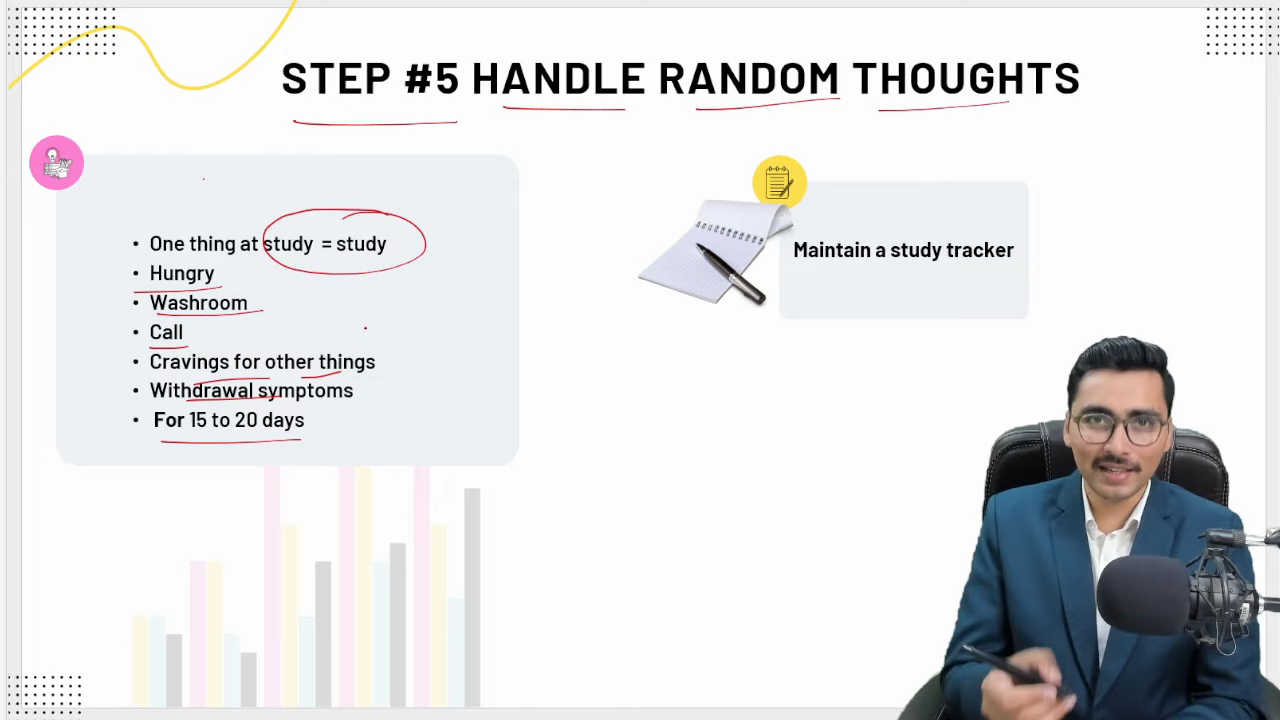 STEP #5 HANDLE RANDOM THOUGHTS
• One thing at study = study
• Hungry
• Washroom
• Call
• Cravings for other things
• Withdrawal symptoms
• For 15 to 20 days
Maintain a study tracker